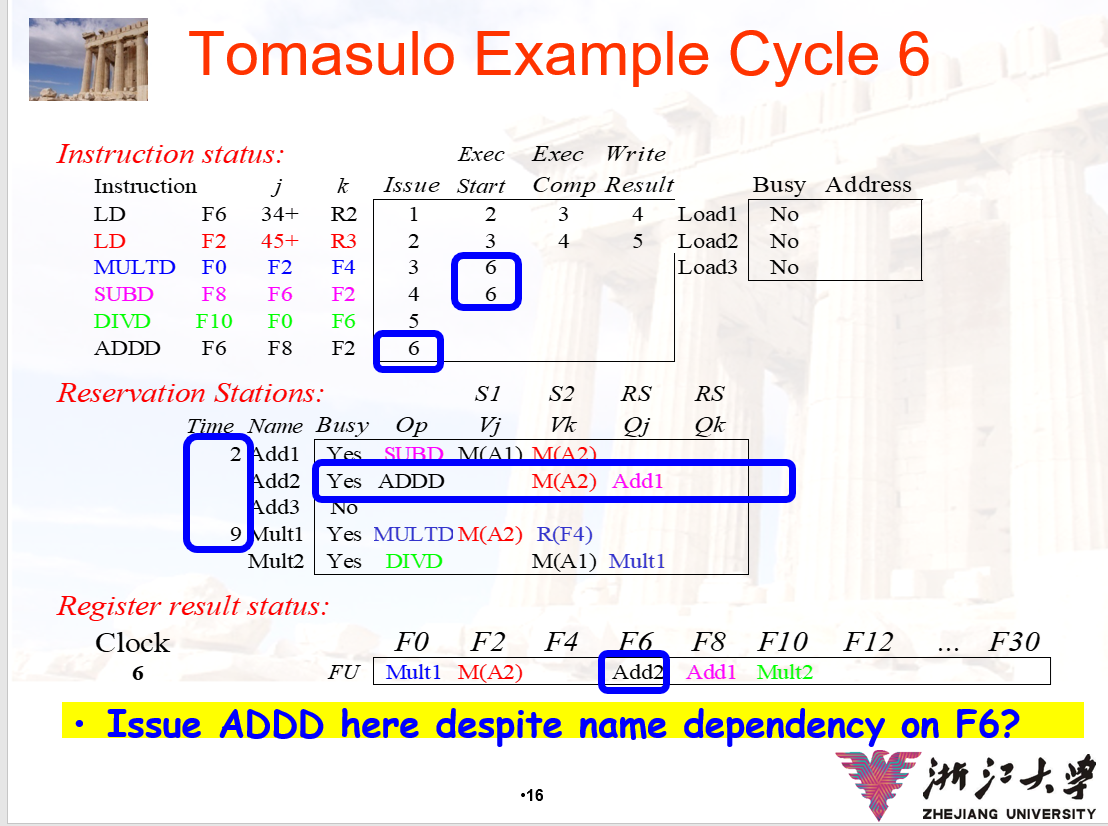 Tomasulo Example Cycle 6
Instruction status: Exec Exec Write
Instruction j k Issue Start Comp Result Busy Address
LD F6 34+ R2 1 2 3 4 Load1 No
LD F2 45+ R3 2 3 4 5 Load2 No
MULTD F0 F2 F4 3 6 Load3 No
SUBD F8 F6 F2 4 6
DIVD F10 F0 F6 5
ADDD F6 F8 F2 6
Reservation Stations: S1 S2 RS RS
Time Name Busy Op Vj Vk Qj Qk
2 Add1 Yes SUBD M(A1) M(A2)
Add2 Yes ADDD M(A2) Add1
Add3 No
9 Mult1 Yes MULTD M(A2) R(F4)
Mult2 Yes DIVD M(A1) Mult1
Register result status:
Clock F0 F2 F4 F6 F8 F10 F12 ... F30
6 FU Mult1 M(A2) Add2 Add1 Mult2
• Issue ADDD here despite name dependency on F6?
浙江大学
ZHEJIANG UNIVERSITY
•16